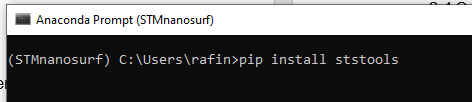 Anaconda Prompt (STMnanosurf)
(STMnanosurf) C:\Users\rafin>pip install ststools